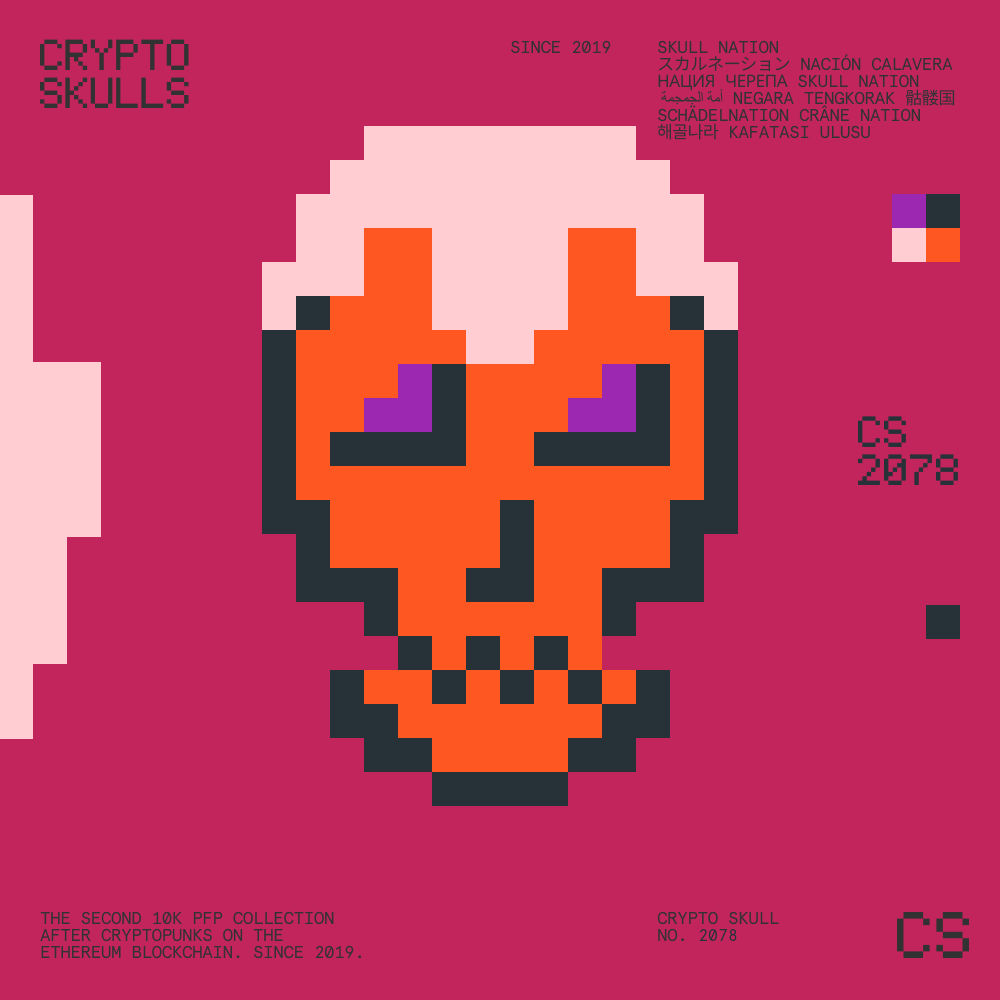 CRYPTO
SKULLS
SINCE 2019
SKULL NATION
スカルネーション NACIÓN CALAVERA
НАЦИЯ ЧЕРЕПА SKULL NATION
أمة الجمجمة NEGARA TENGKORAK 骷髅国
SCHÄDELNATION CRÂNE NATION
해골나라 KAFATASI ULUSU
CS
2078
THE SECOND 10K PFP COLLECTION
AFTER CRYPTOPUNKS ON THE
ETHEREUM BLOCKCHAIN. SINCE 2019.
CRYPTO SKULL
NO. 2078
CS